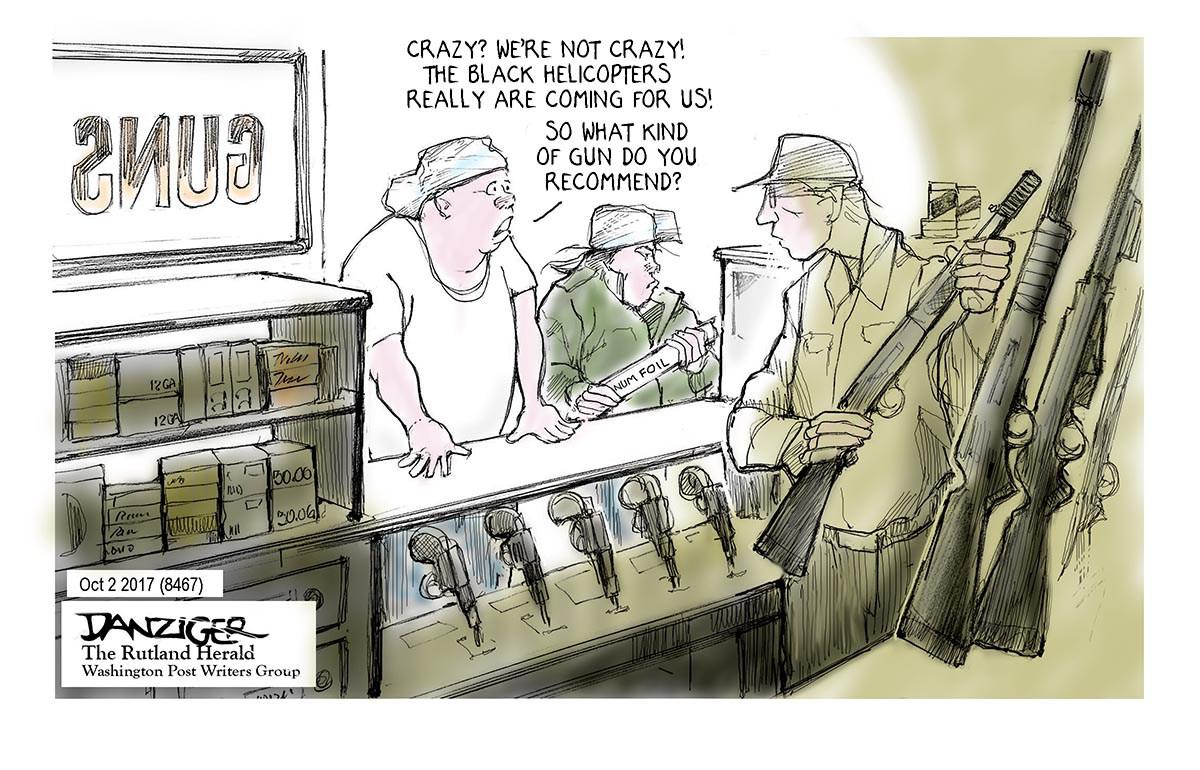 CRAZY? WE'RE NOT CRAZY!
THE BLACK HELICOPTERS
REALLY ARE COMING FOR US!
SO WHAT KIND
OF GUN DO YOU
RECOMMEND?
GUNS
NUM FOIL
12GA
12GA
30.06
30.06
Oct 2 2017 (8467)
DANZIGER
The Rutland Herald
Washington Post Writers Group